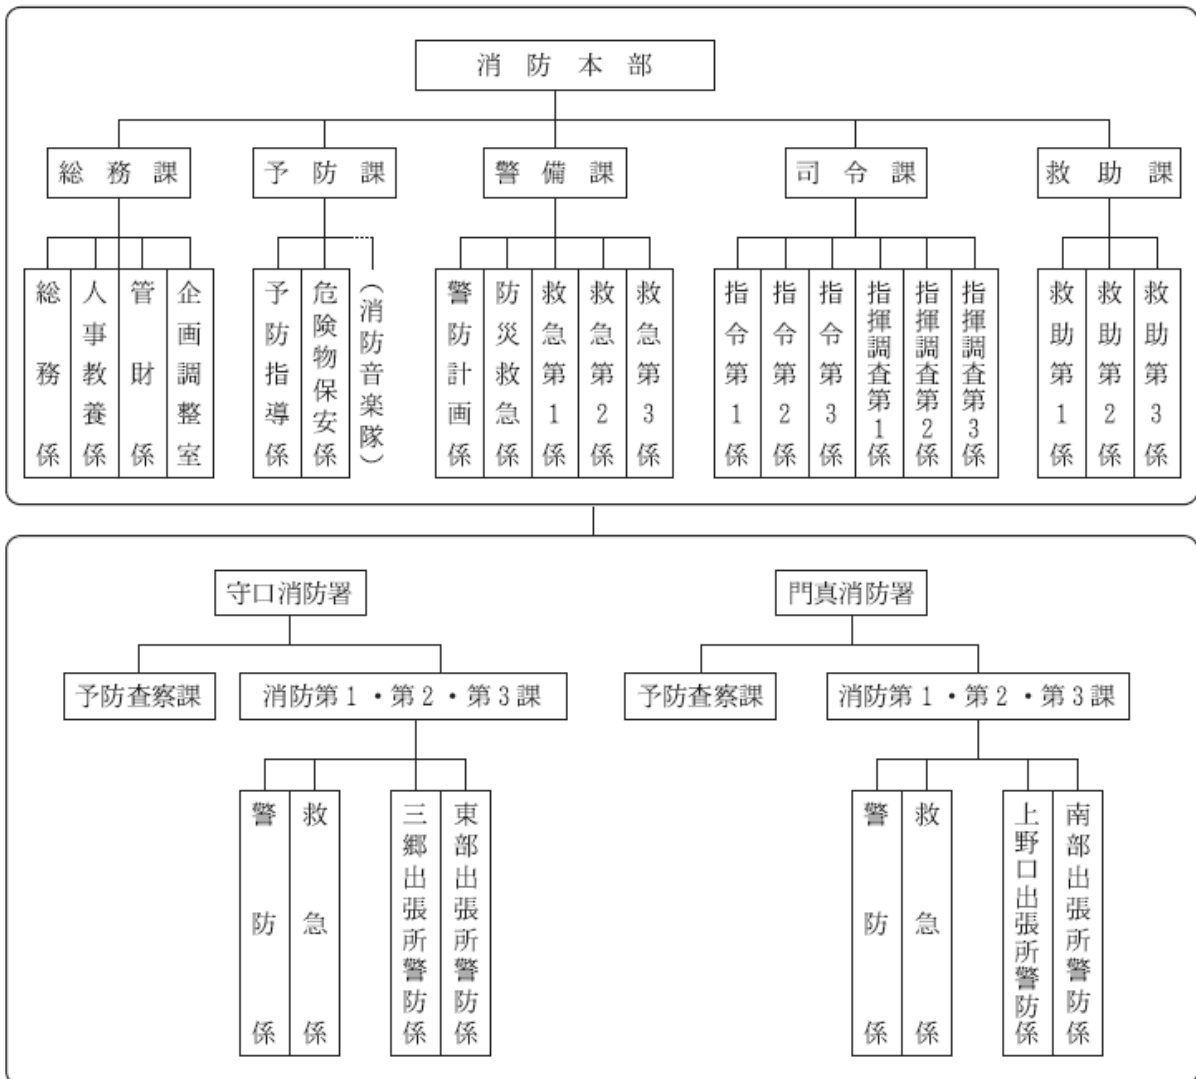 消防本部
総務課
予防課
警備課
司令課
救助課
総務係
人事教養係
管財係
企画調整室
予防指導係
危険物保安係
(消防音楽隊)
警防計画係
防災救急係
救急第1係
救急第2係
救急第3係
指令第1係
指令第2係
指令第3係
指揮調査第1係
指揮調査第2係
指揮調査第3係
救助第1係
救助第2係
救助第3係
守口消防署
門真消防署
予防査察課
消防第1・第2・第3課
予防査察課
消防第1・第2・第3課
警防係
救急係
三郷出張所警防係
東部出張所警防係
警防係
救急係
上野口出張所警防係
南部出張所警防係